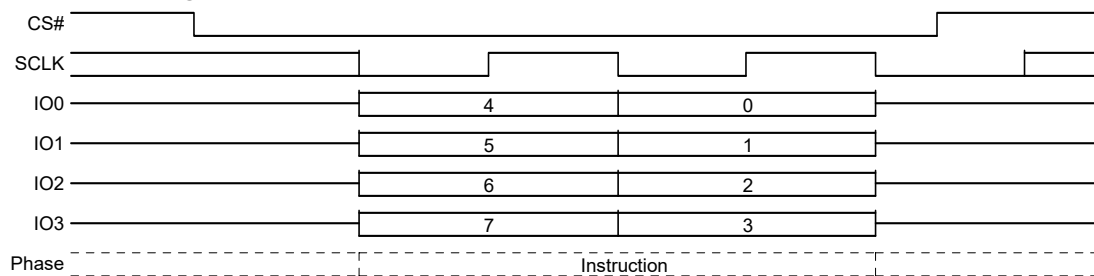 CS#
SCLK
IO0 4 0
IO1 5 1
IO2 6 2
IO3 7 3
Phase Instruction